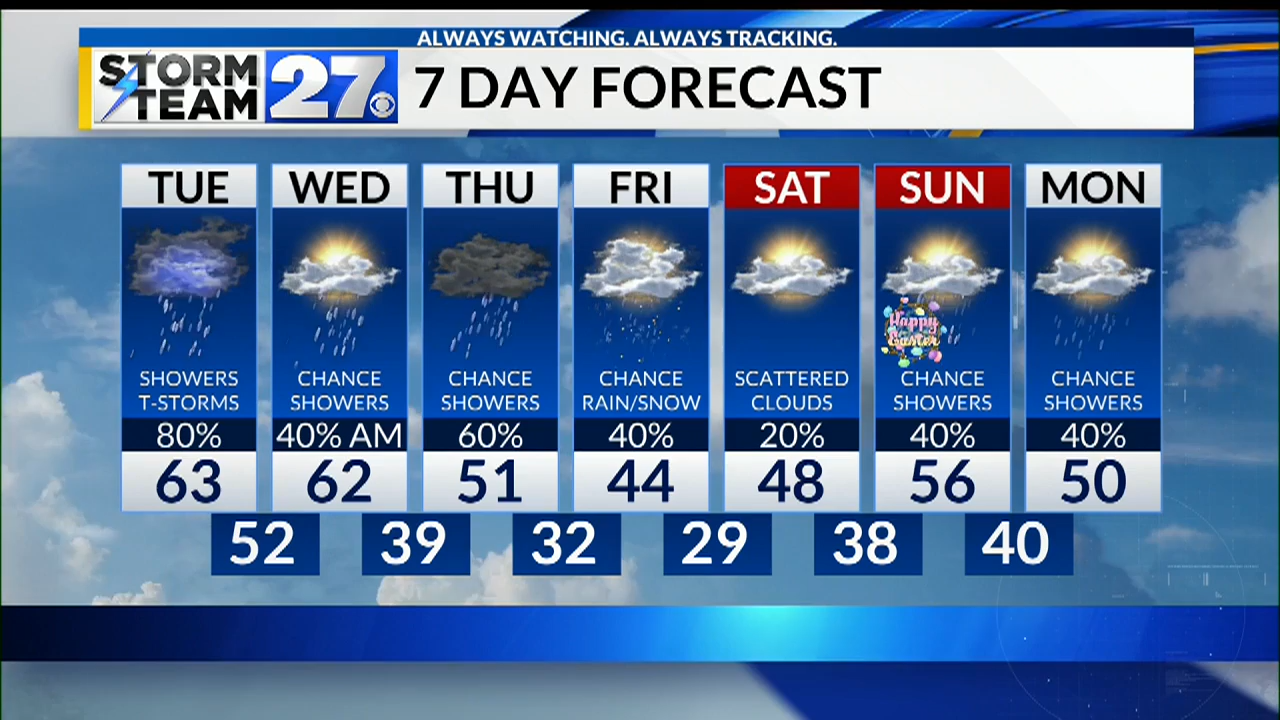 ALWAYS WATCHING. ALWAYS TRACKING.
STORM TEAM 27
7 DAY FORECAST
TUE WED THU FRI SAT SUN MON
Happy
Easter
SHOWERS CHANCE CHANCE CHANCE SCATTERED CHANCE CHANCE
T-STORMS SHOWERS SHOWERS RAIN/SNOW CLOUDS SHOWERS SHOWERS
80% 40% AM 60% 40% 20% 40% 40%
63 62 51 44 48 56 50
52 39 32 29 38 40